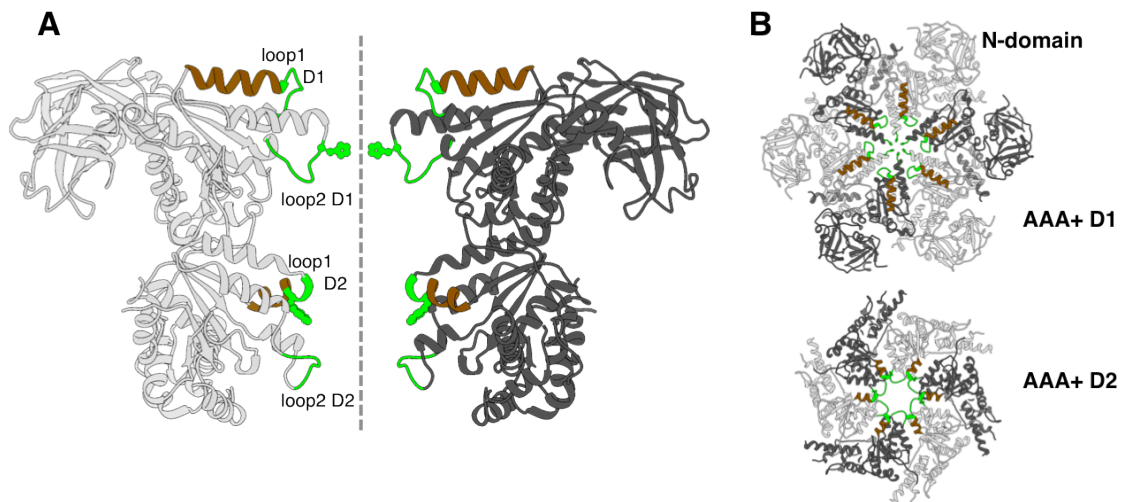 A
loop1
D1
loop2 D1
loop1
D2
loop2 D2
B
N-domain
AAA+ D1
AAA+ D2